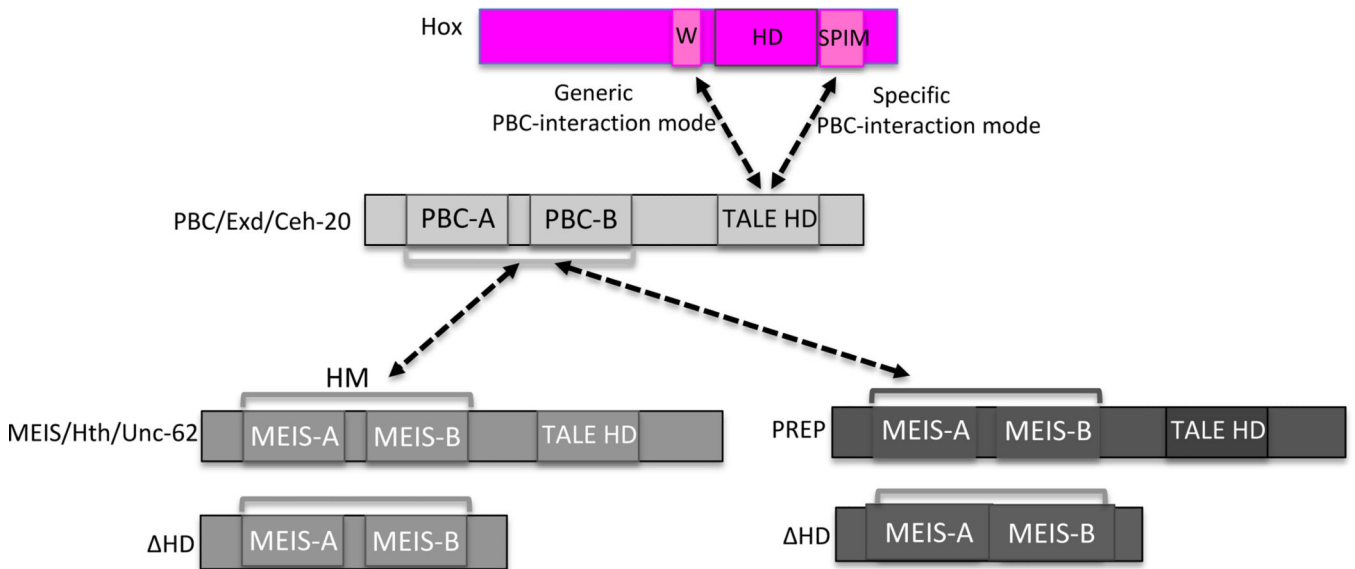 Hox
W HD SPIM
Generic
PBC-interaction mode
Specific
PBC-interaction mode
PBC/Exd/Ceh-20 PBC-A PBC-B TALE HD
HM
MEIS/Hth/Unc-62 MEIS-A MEIS-B TALE HD
PREP MEIS-A MEIS-B TALE HD
ΔHD MEIS-A MEIS-B
ΔHD MEIS-A MEIS-B